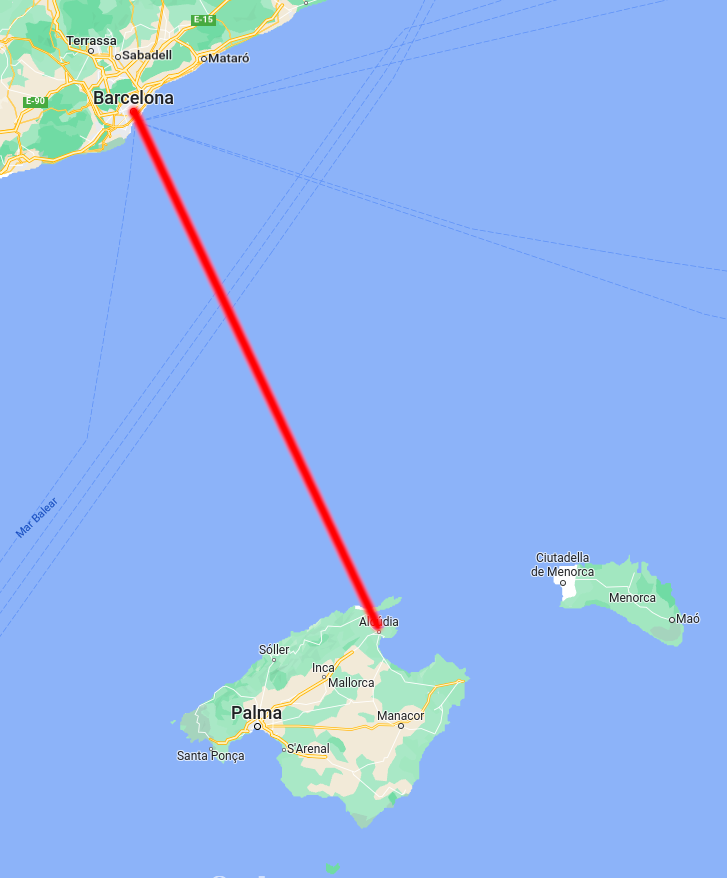 E-15
Terrassa
Sabadell
Mataró
Barcelona
E-90
Mar Balear
Ciutadella
de Menorca
Menorca
Maó
Alcúdia
Sóller
Inca
Mallorca
Palma
Manacor
S'Arenal
Santa Ponça